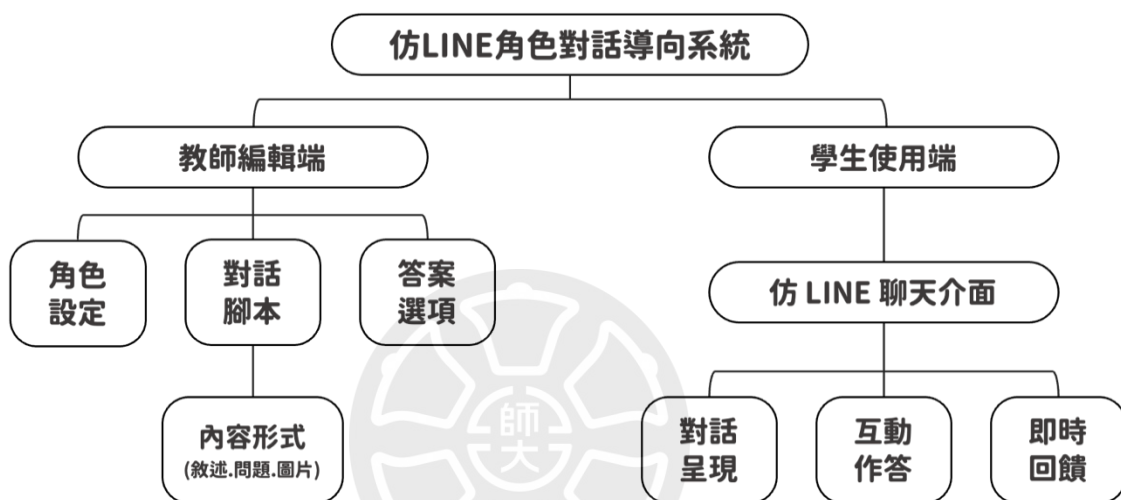 仿LINE角色對話導向系統
教師編輯端
學生使用端
角色
設定
對話
腳本
答案
選項
仿 LINE 聊天介面
內容形式
(敘述.問題.圖片)
對話
呈現
互動
作答
即時
回饋
師大